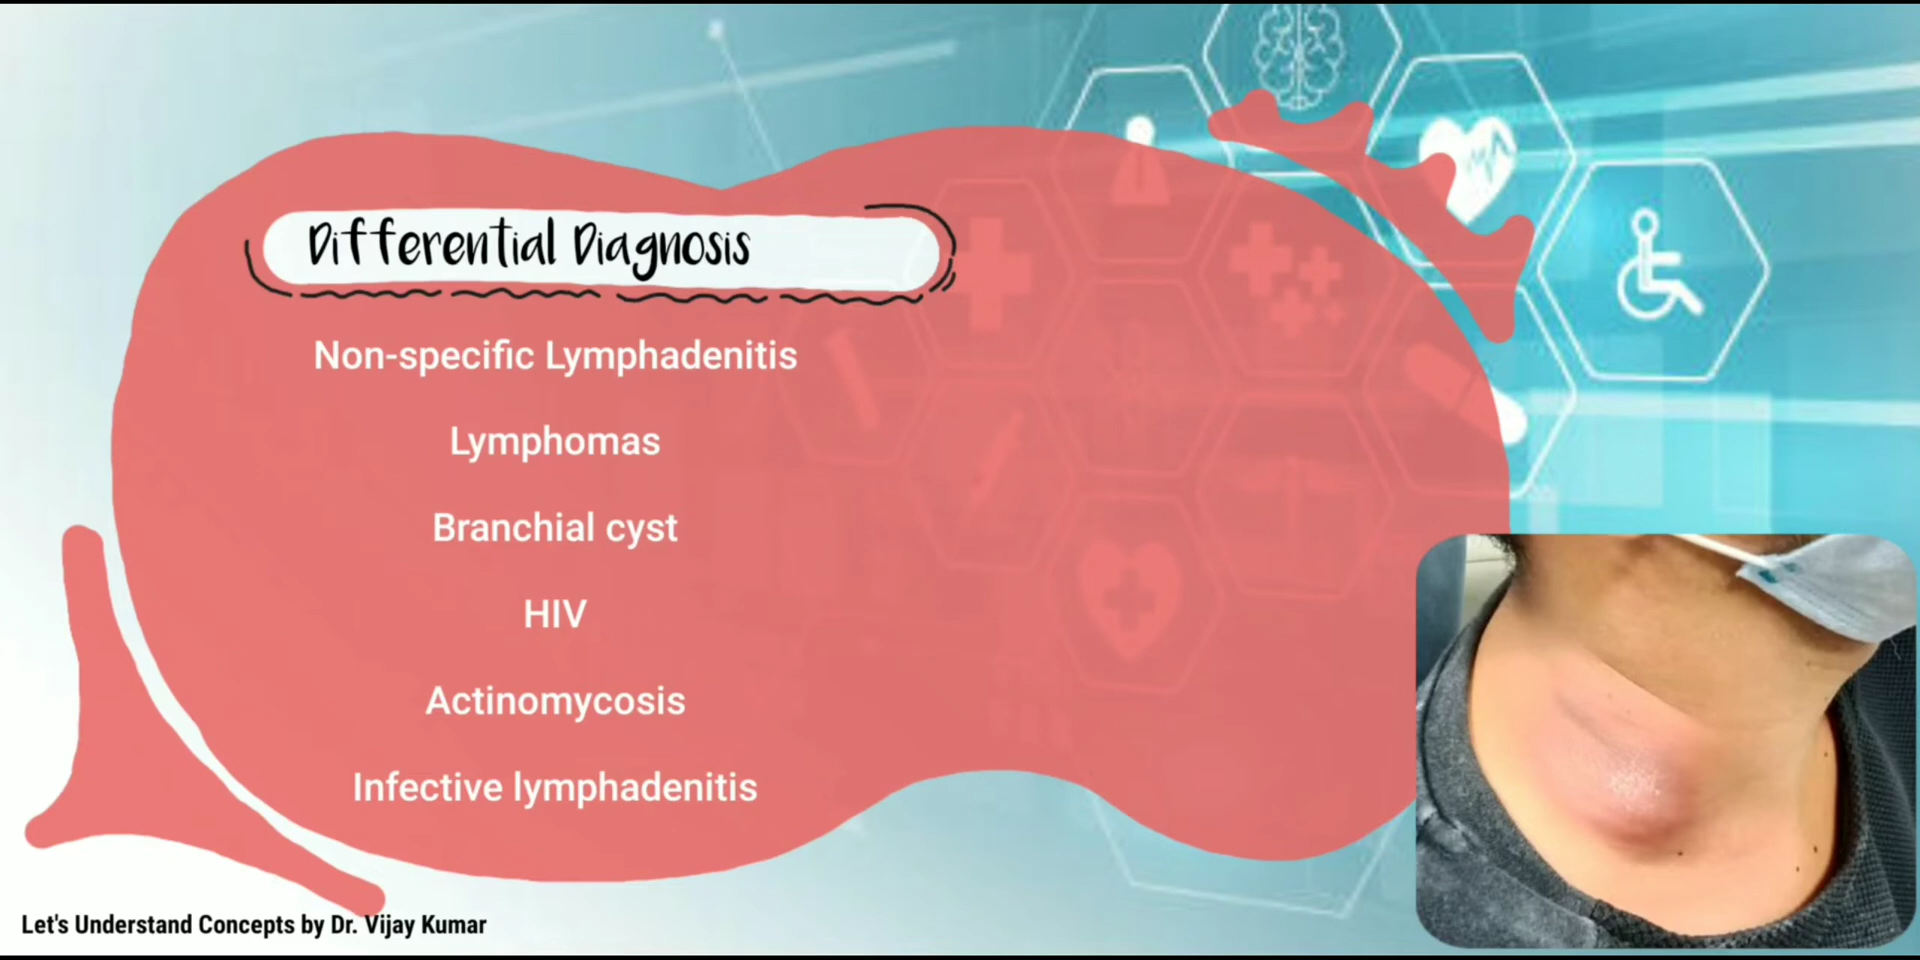 Differential Diagnosis
Non-specific Lymphadenitis
Lymphomas
Branchial cyst
HIV
Actinomycosis
Infective lymphadenitis
Let's Understand Concepts by Dr. Vijay Kumar